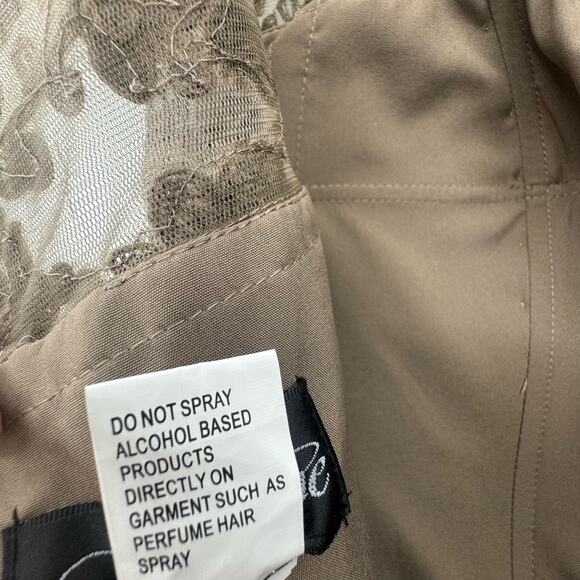 DO NOT SPRAY
ALCOHOL BASED
PRODUCTS
DIRECTLY ON
GARMENT SUCH AS
PERFUME HAIR
SPRAY